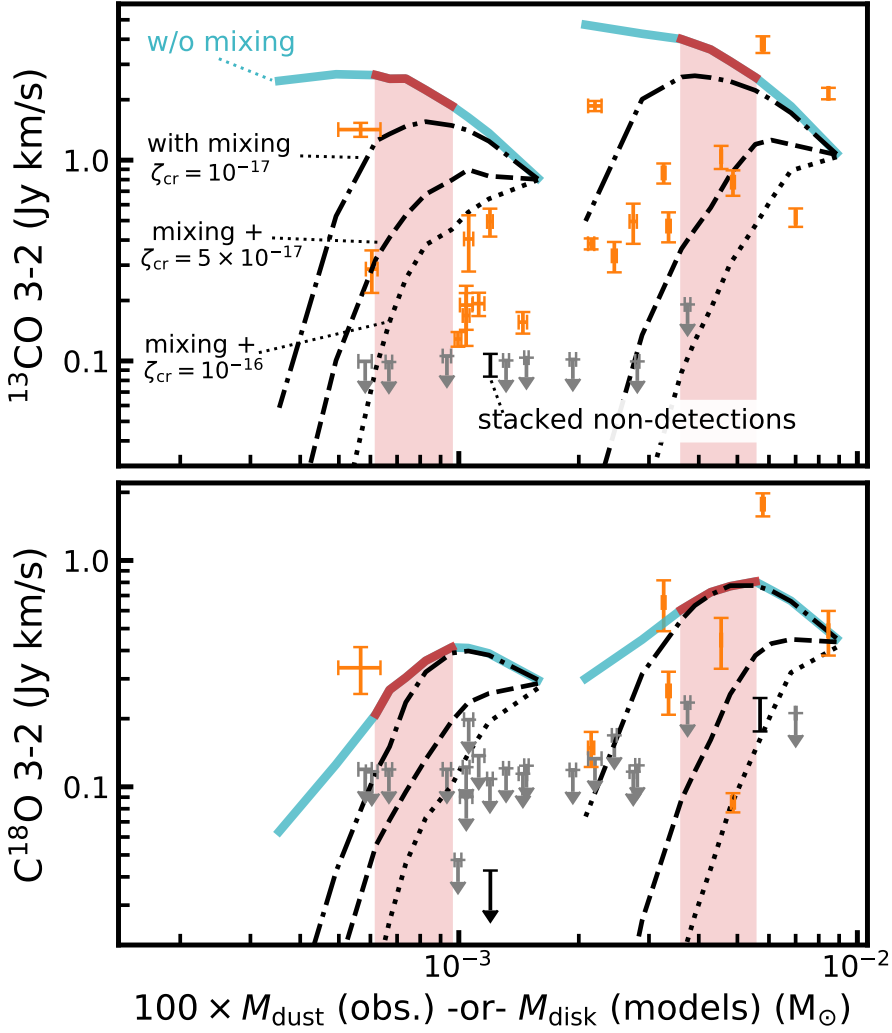 w/o mixing
with mixing
ζcr = 10⁻¹⁷
mixing +
ζcr = 5 × 10⁻¹⁷
mixing +
ζcr = 10⁻¹⁶
stacked non-detections
¹³CO 3-2 (Jy km/s)
1.0
0.1
C¹⁸O 3-2 (Jy km/s)
1.0
0.1
10⁻³
10⁻²
100 × Mdust (obs.) -or- Mdisk (models) (M⊙)